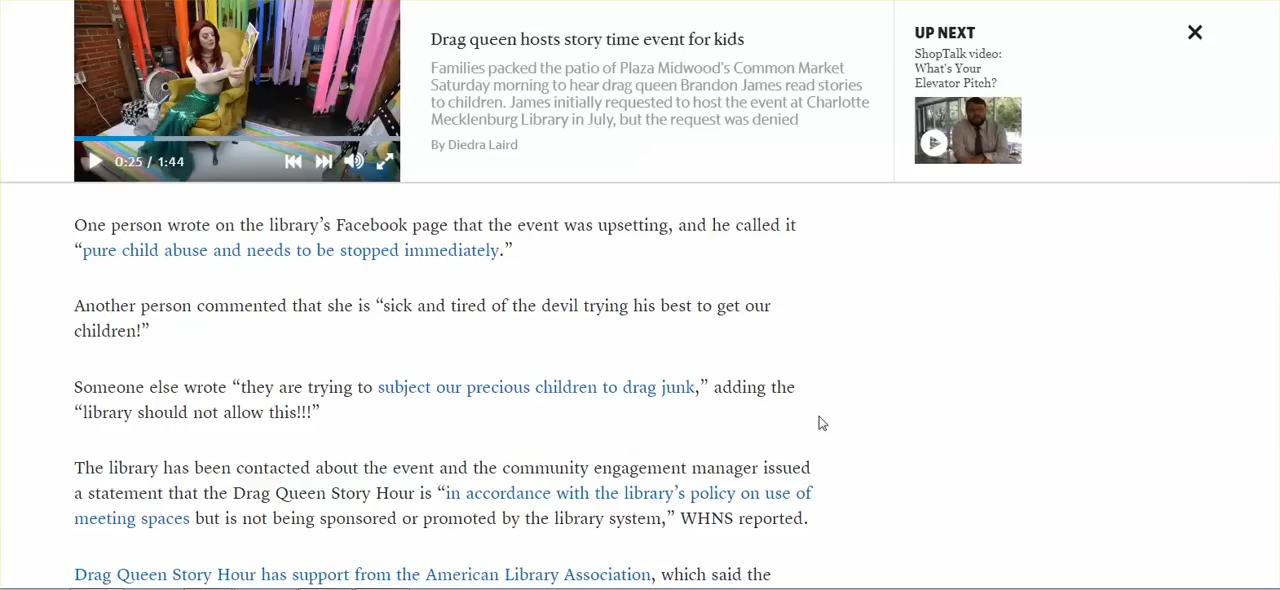 Drag queen hosts story time event for kids
Families packed the patio of Plaza Midwood's Common Market
Saturday morning to hear drag queen Brandon James read stories
to children. James initially requested to host the event at Charlotte
Mecklenburg Library in July, but the request was denied
By Diedra Laird
UP NEXT
ShopTalk video:
What's Your
Elevator Pitch?
0:25 / 1:44
One person wrote on the library’s Facebook page that the event was upsetting, and he called it
“pure child abuse and needs to be stopped immediately.”
Another person commented that she is “sick and tired of the devil trying his best to get our
children!”
Someone else wrote “they are trying to subject our precious children to drag junk,” adding the
“library should not allow this!!!”
The library has been contacted about the event and the community engagement manager issued
a statement that the Drag Queen Story Hour is “in accordance with the library’s policy on use of
meeting spaces but is not being sponsored or promoted by the library system,” WHNS reported.
Drag Queen Story Hour has support from the American Library Association, which said the